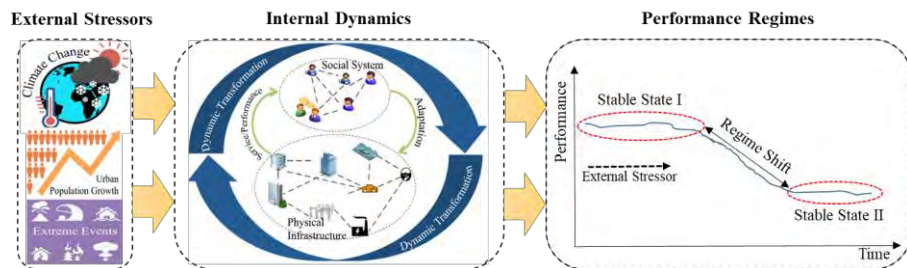 External Stressors
Internal Dynamics
Performance Regimes
Climate Change
Urban
Population Growth
Extreme Events
Dynamic Transformation
Social System
Service/Performance
Adaptation
Physical
Infrastructure
Dynamic Transformation
Performance
Stable State I
Regime Shift
External Stressor
Stable State II
Time